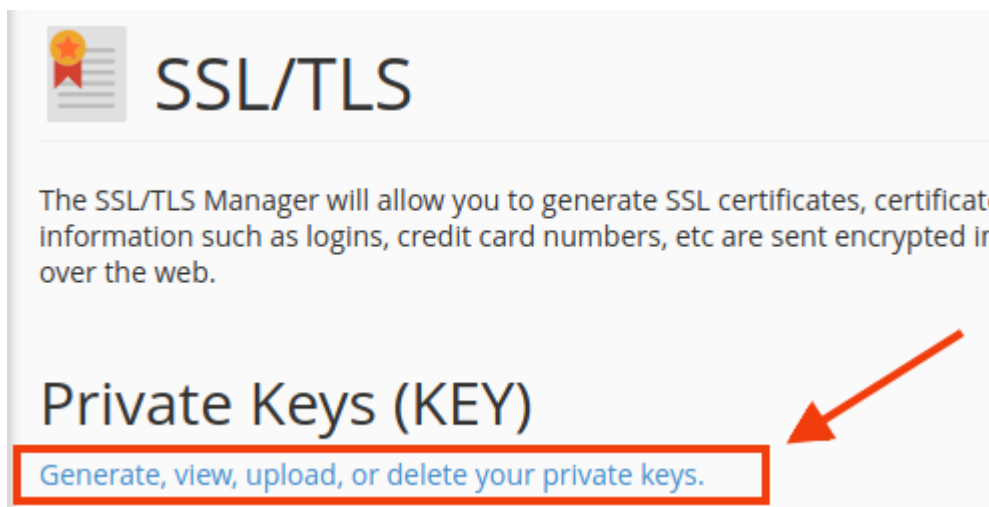 SSL/TLS
The SSL/TLS Manager will allow you to generate SSL certificates, certificat
information such as logins, credit card numbers, etc are sent encrypted i
over the web.
Private Keys (KEY)
Generate, view, upload, or delete your private keys.